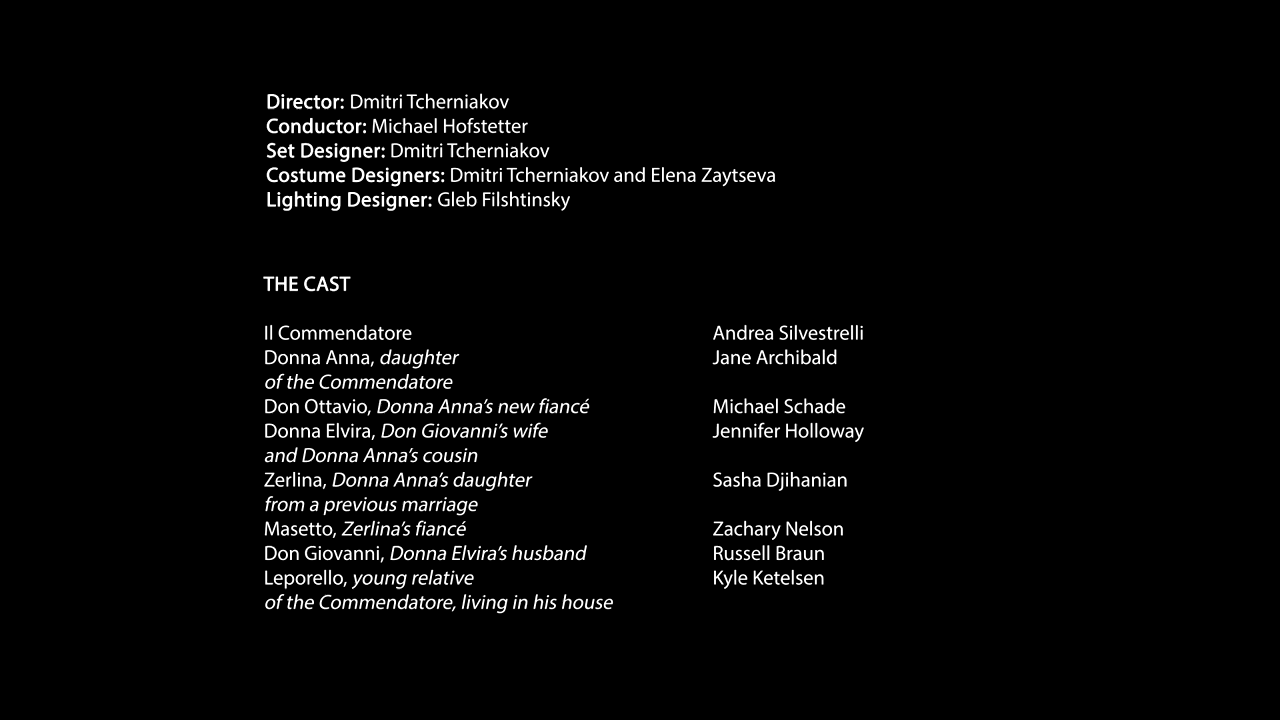 Director: Dmitri Tcherniakov
Conductor: Michael Hofstetter
Set Designer: Dmitri Tcherniakov
Costume Designers: Dmitri Tcherniakov and Elena Zaytseva
Lighting Designer: Gleb Filshtinsky
THE CAST
Il Commendatore Andrea Silvestrelli
Donna Anna, daughter Jane Archibald
of the Commendatore
Don Ottavio, Donna Anna’s new fiancé Michael Schade
Donna Elvira, Don Giovanni’s wife Jennifer Holloway
and Donna Anna’s cousin
Zerlina, Donna Anna’s daughter Sasha Djihanian
from a previous marriage
Masetto, Zerlina’s fiancé Zachary Nelson
Don Giovanni, Donna Elvira’s husband Russell Braun
Leporello, young relative Kyle Ketelsen
of the Commendatore, living in his house